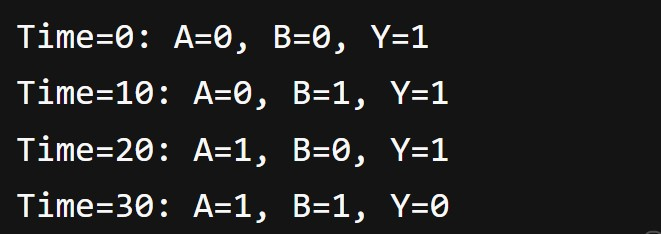 Time=0: A=0, B=0, Y=1
Time=10: A=0, B=1, Y=1
Time=20: A=1, B=0, Y=1
Time=30: A=1, B=1, Y=0